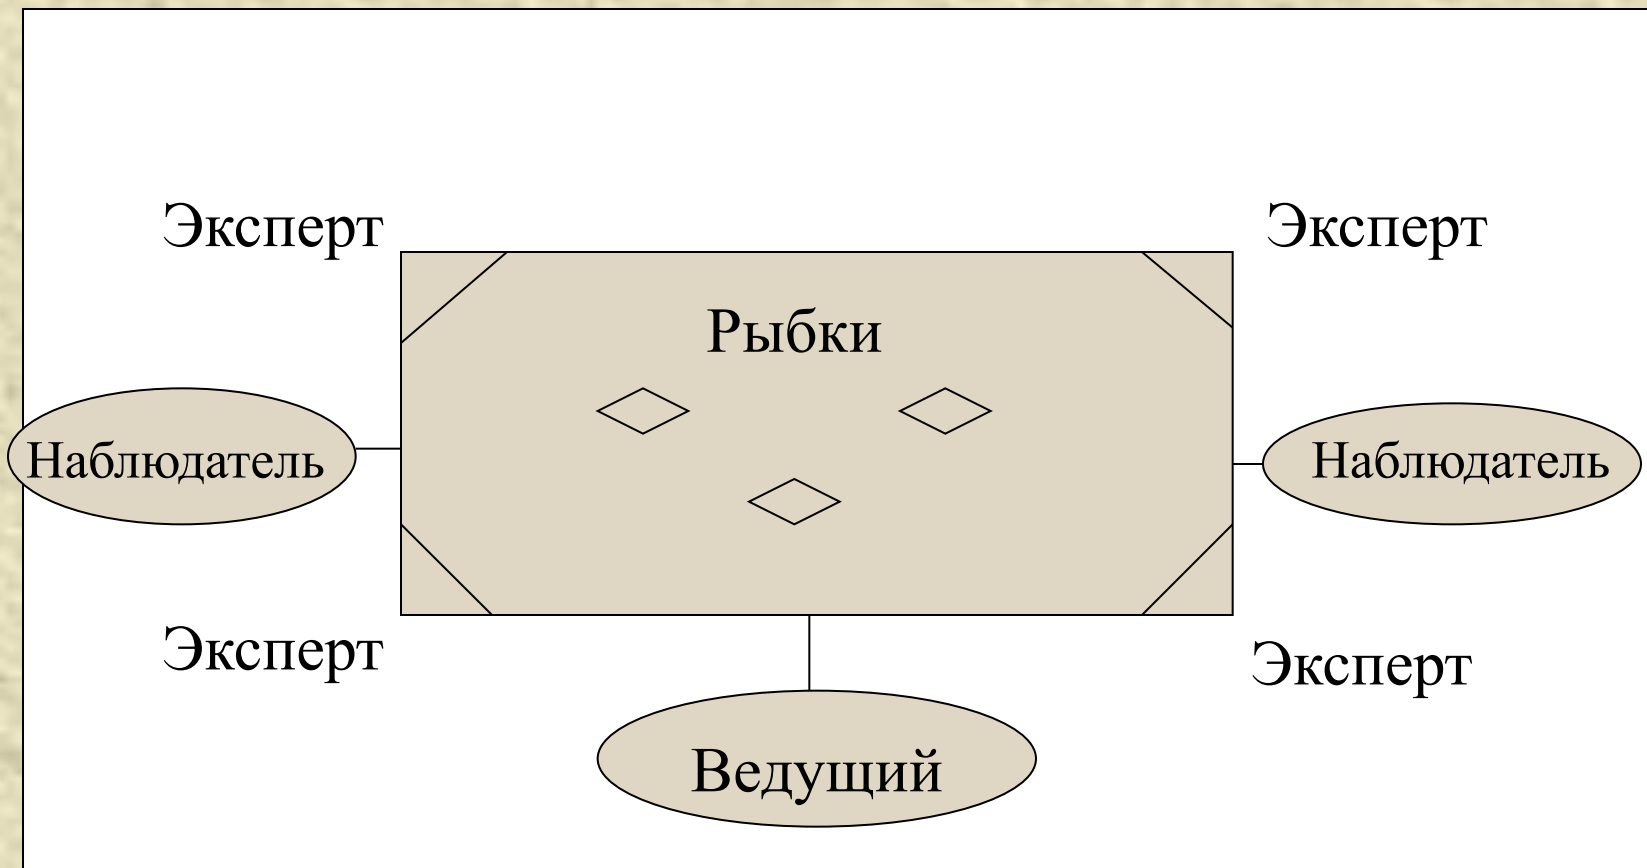 Эксперт
Эксперт
Рыбки
Наблюдатель
Наблюдатель
Эксперт
Эксперт
Ведущий